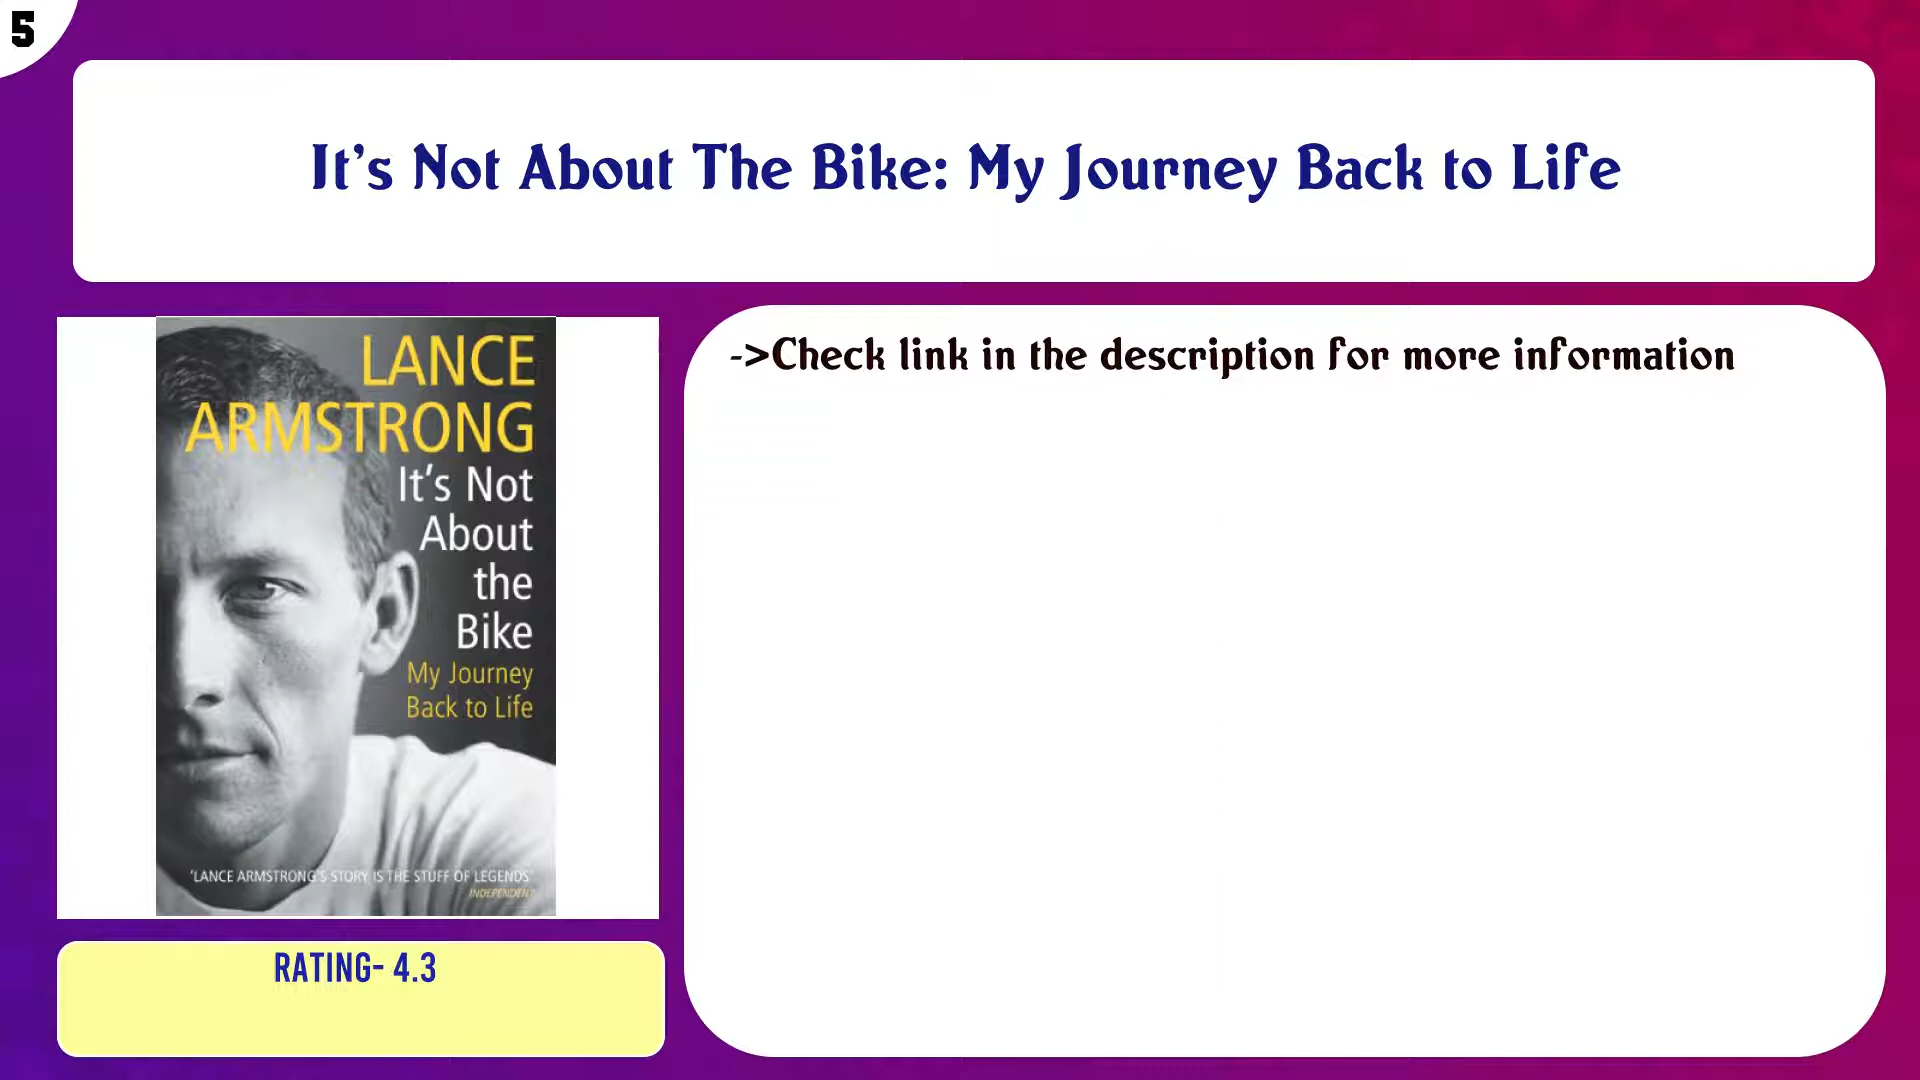 5
It's Not About The Bike: My Journey Back to Life
LANCE
ARMSTRONG
It's Not
About
the
Bike
My Journey
Back to Life
'LANCE ARMSTRONG'S STORY IS THE STUFF OF LEGENDS'
INDEPENDENT
RATING- 4.3
->Check link in the description for more information